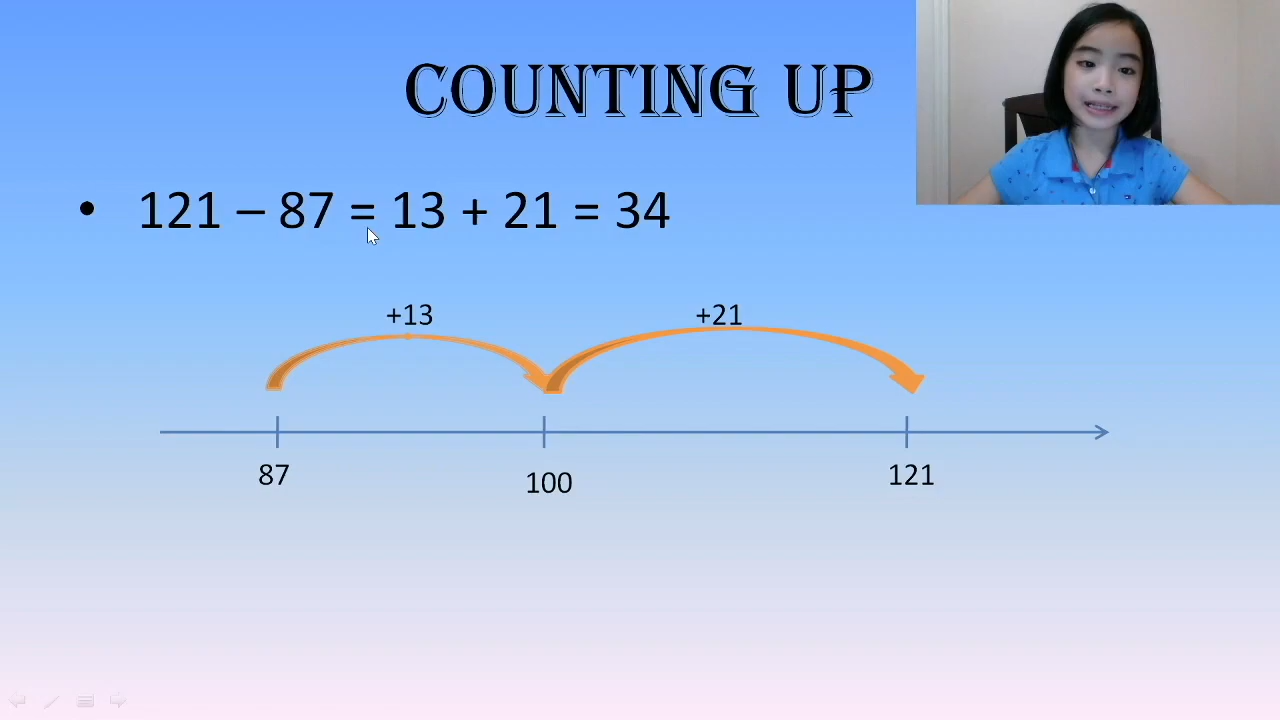 COUNTING UP
• 121 – 87 = 13 + 21 = 34
+13 +21
87 100 121